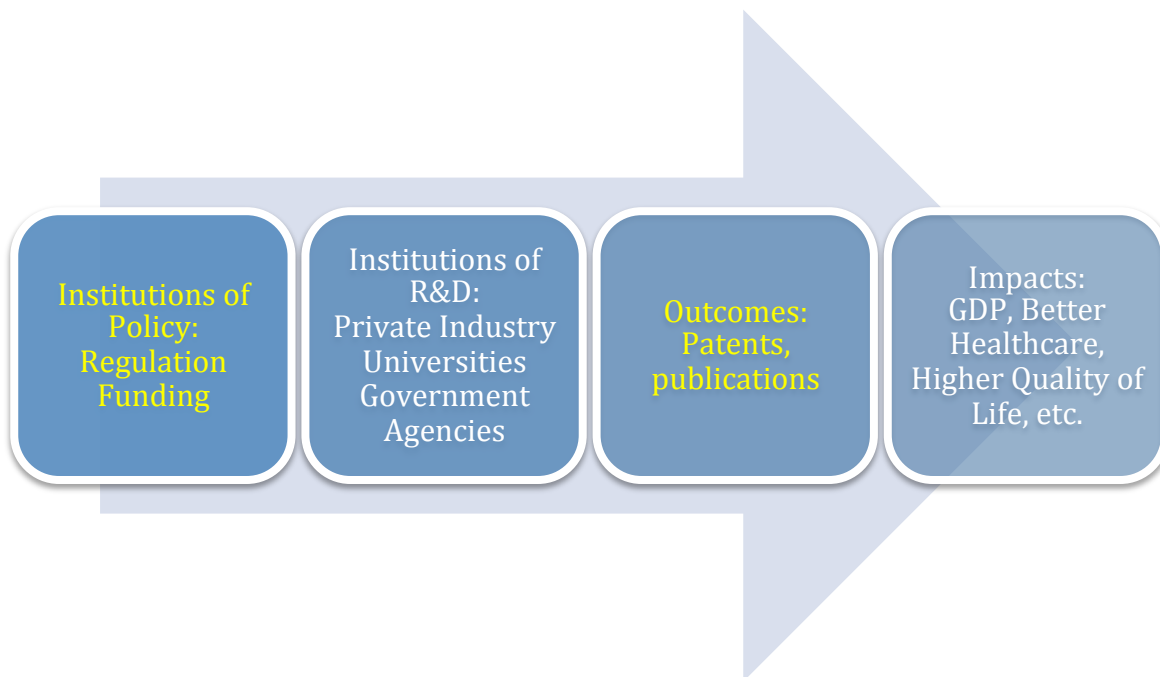 Institutions of
Policy:
Regulation
Funding
Institutions of
R&D:
Private Industry
Universities
Government
Agencies
Outcomes:
Patents,
publications
Impacts:
GDP, Better
Healthcare,
Higher Quality of
Life, etc.